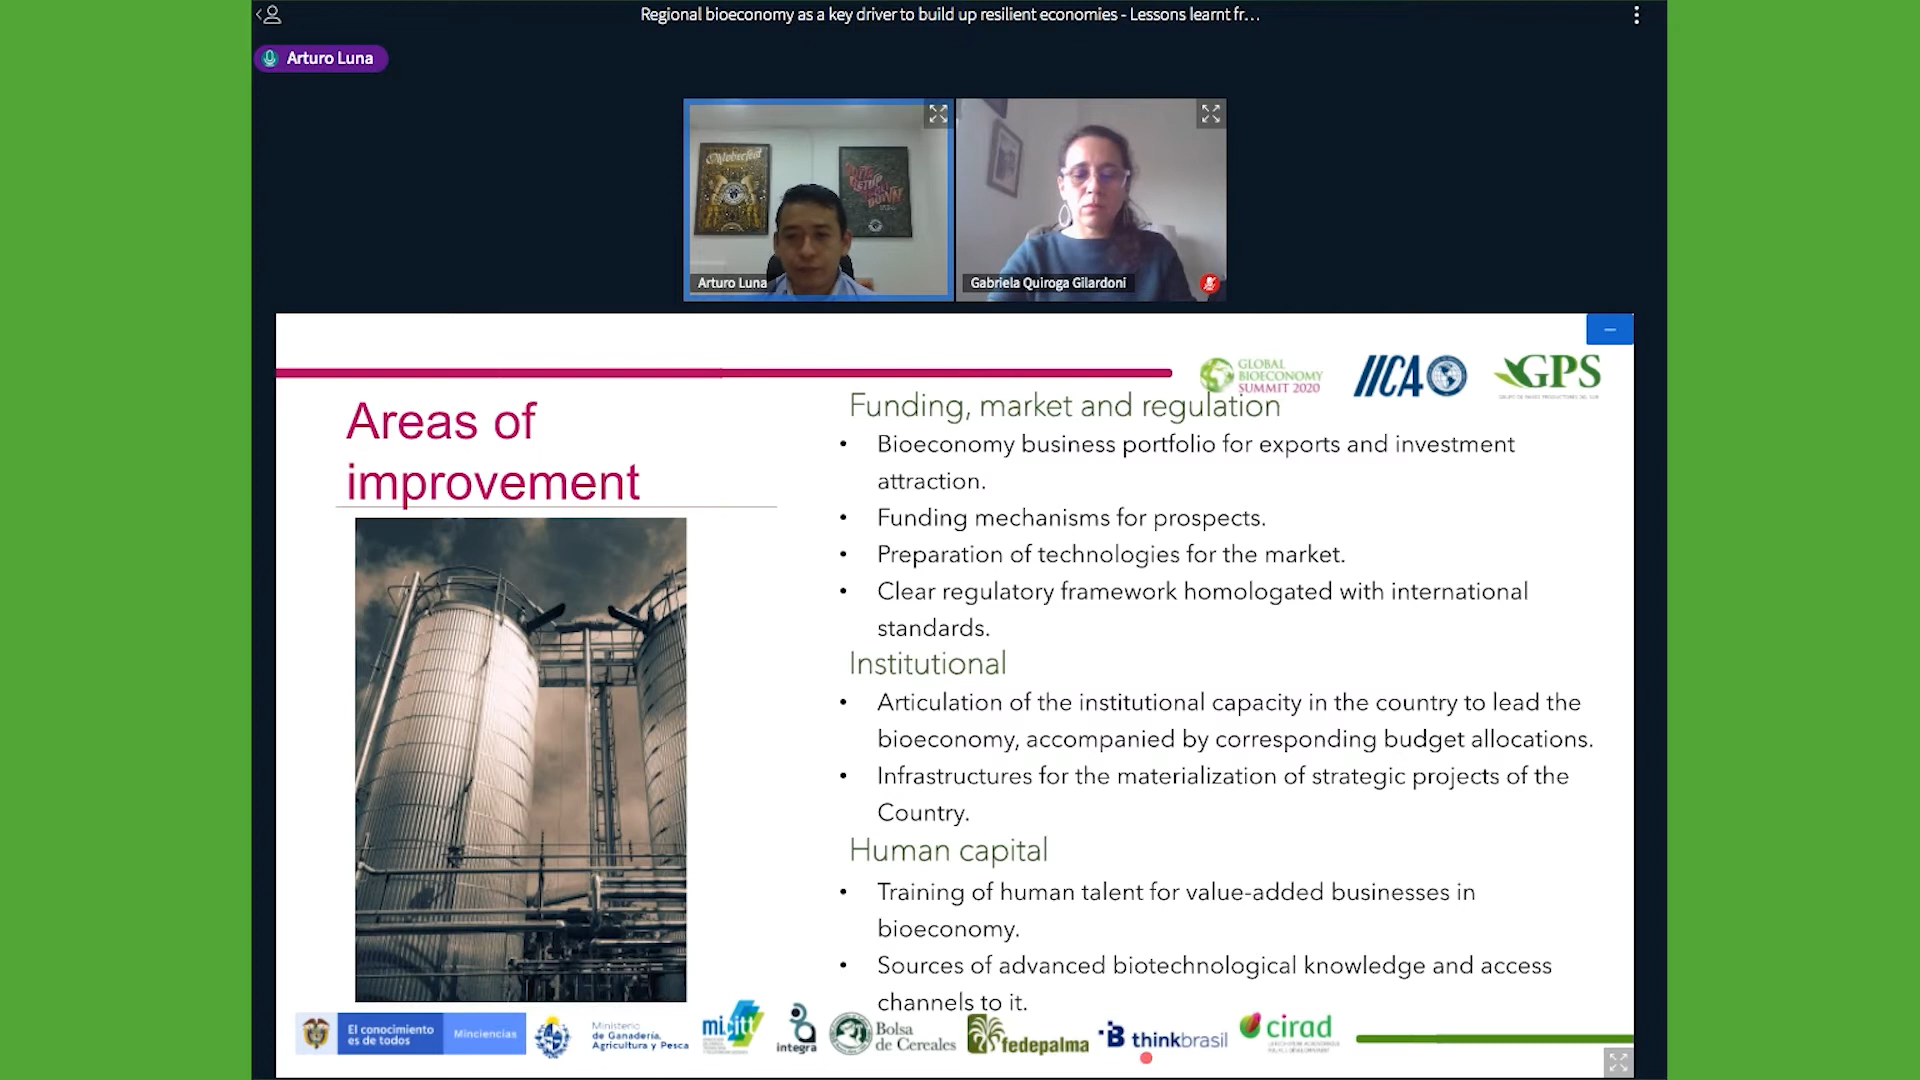 Regional bioeconomy as a key driver to build up resilient economies - Lessons learnt fr...
Arturo Luna
Oktoberfest
Arturo Luna
Gabriela Quiroga Gilardoni
GLOBAL
BIOECONOMY
SUMMIT 2020
IICA
GPS
Areas of
improvement
Funding, market and regulation
• Bioeconomy business portfolio for exports and investment
attraction.
• Funding mechanisms for prospects.
• Preparation of technologies for the market.
• Clear regulatory framework homologated with international
standards.
Institutional
• Articulation of the institutional capacity in the country to lead the
bioeconomy, accompanied by corresponding budget allocations.
• Infrastructures for the materialization of strategic projects of the
Country.
Human capital
• Training of human talent for value-added businesses in
bioeconomy.
• Sources of advanced biotechnological knowledge and access
channels to it.
El conocimiento
es de todos
Minciencias
Ministerio
de Ganadería,
Agricultura y Pesca
micitt
integra
Bolsa
de Cereales
fedepalma
B thinkbrasil
cirad